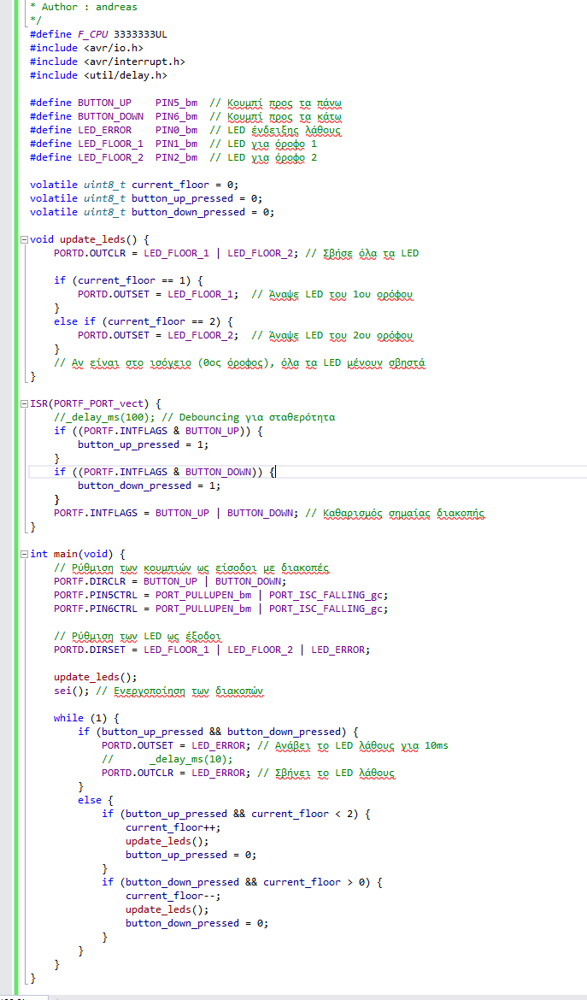 * Author : andreas
*/
#define F_CPU 3333333UL
#include <avr/io.h>
#include <avr/interrupt.h>
#include <util/delay.h>

#define BUTTON_UP    PIN5_bm  // Κουμπί προς τα πάνω
#define BUTTON_DOWN  PIN6_bm  // Κουμπί προς τα κάτω
#define LED_ERROR    PIN0_bm  // LED ένδειξης λάθους
#define LED_FLOOR_1  PIN1_bm  // LED για όροφο 1
#define LED_FLOOR_2  PIN2_bm  // LED για όροφο 2

volatile uint8_t current_floor = 0;
volatile uint8_t button_up_pressed = 0;
volatile uint8_t button_down_pressed = 0;

void update_leds() {
    PORTD.OUTCLR = LED_FLOOR_1 | LED_FLOOR_2; // Σβήσε όλα τα LED

    if (current_floor == 1) {
        PORTD.OUTSET = LED_FLOOR_1;  // Άναψε LED του 1ου ορόφου
    }
    else if (current_floor == 2) {
        PORTD.OUTSET = LED_FLOOR_2;  // Άναψε LED του 2ου ορόφου
    }
    // Αν είναι στο ισόγειο (0ος όροφος), όλα τα LED μένουν σβηστά
}

ISR(PORTF_PORT_vect) {
    //_delay_ms(100); // Debouncing για σταθερότητα
    if ((PORTF.INTFLAGS & BUTTON_UP)) {
        button_up_pressed = 1;
    }
    if ((PORTF.INTFLAGS & BUTTON_DOWN)) {
        button_down_pressed = 1;
    }
    PORTF.INTFLAGS = BUTTON_UP | BUTTON_DOWN; // Καθαρισμός σημαίας διακοπής
}

int main(void) {
    // Ρύθμιση των κουμπιών ως είσοδοι με διακοπές
    PORTF.DIRCLR = BUTTON_UP | BUTTON_DOWN;
    PORTF.PIN5CTRL = PORT_PULLUPEN_bm | PORT_ISC_FALLING_gc;
    PORTF.PIN6CTRL = PORT_PULLUPEN_bm | PORT_ISC_FALLING_gc;

    // Ρύθμιση των LED ως έξοδοι
    PORTD.DIRSET = LED_FLOOR_1 | LED_FLOOR_2 | LED_ERROR;

    update_leds();
    sei(); // Ενεργοποίηση των διακοπών

    while (1) {
        if (button_up_pressed && button_down_pressed) {
            PORTD.OUTSET = LED_ERROR; // Ανάβει το LED λάθους για 10ms
            //      _delay_ms(10);
            PORTD.OUTCLR = LED_ERROR; // Σβήνει το LED λάθους
        }
        else {
            if (button_up_pressed && current_floor < 2) {
                current_floor++;
                update_leds();
                button_up_pressed = 0;
            }
            if (button_down_pressed && current_floor > 0) {
                current_floor--;
                update_leds();
                button_down_pressed = 0;
            }
        }
    }
}